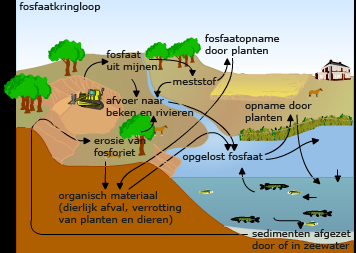 fosfaatkringloop
fosfaatopname
door planten
fosfaat
uit mijnen
neststof
afvoer naar
beken en rivieren
opname door
planten
erosie van
fosforiet
opgelost fosfaat
organisch materiaal
(dierlijk afval, verrotting
van planten en dieren)
sedimenten afgezet
door of in zeewater